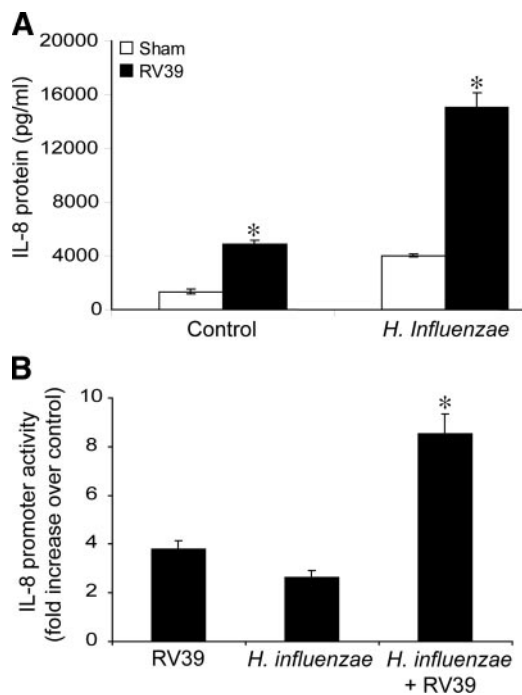 A
Sham
RV39
IL-8 protein (pg/ml)
20000
16000
12000
8000
4000
0
*
*
Control
H. Influenzae
B
IL-8 promoter activity
(fold increase over control)
10
8
6
4
2
0
*
RV39
H. influenzae
H. influenzae
+ RV39